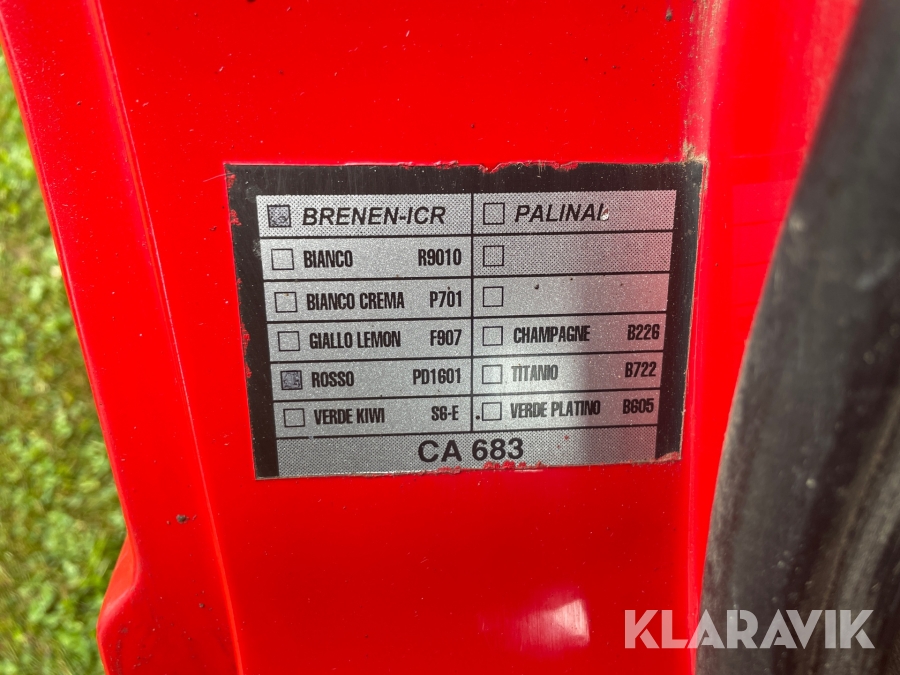 BRENEN-ICR PALINAL
BIANCO R9010
BIANCO CREMA P701
GIALLO LEMON F907 CHAMPAGNE B226
ROSSO PD1601 TITANIO B722
VERDE KIWI S6-E VERDE PLATINO B605
CA 683
KLARAVIK